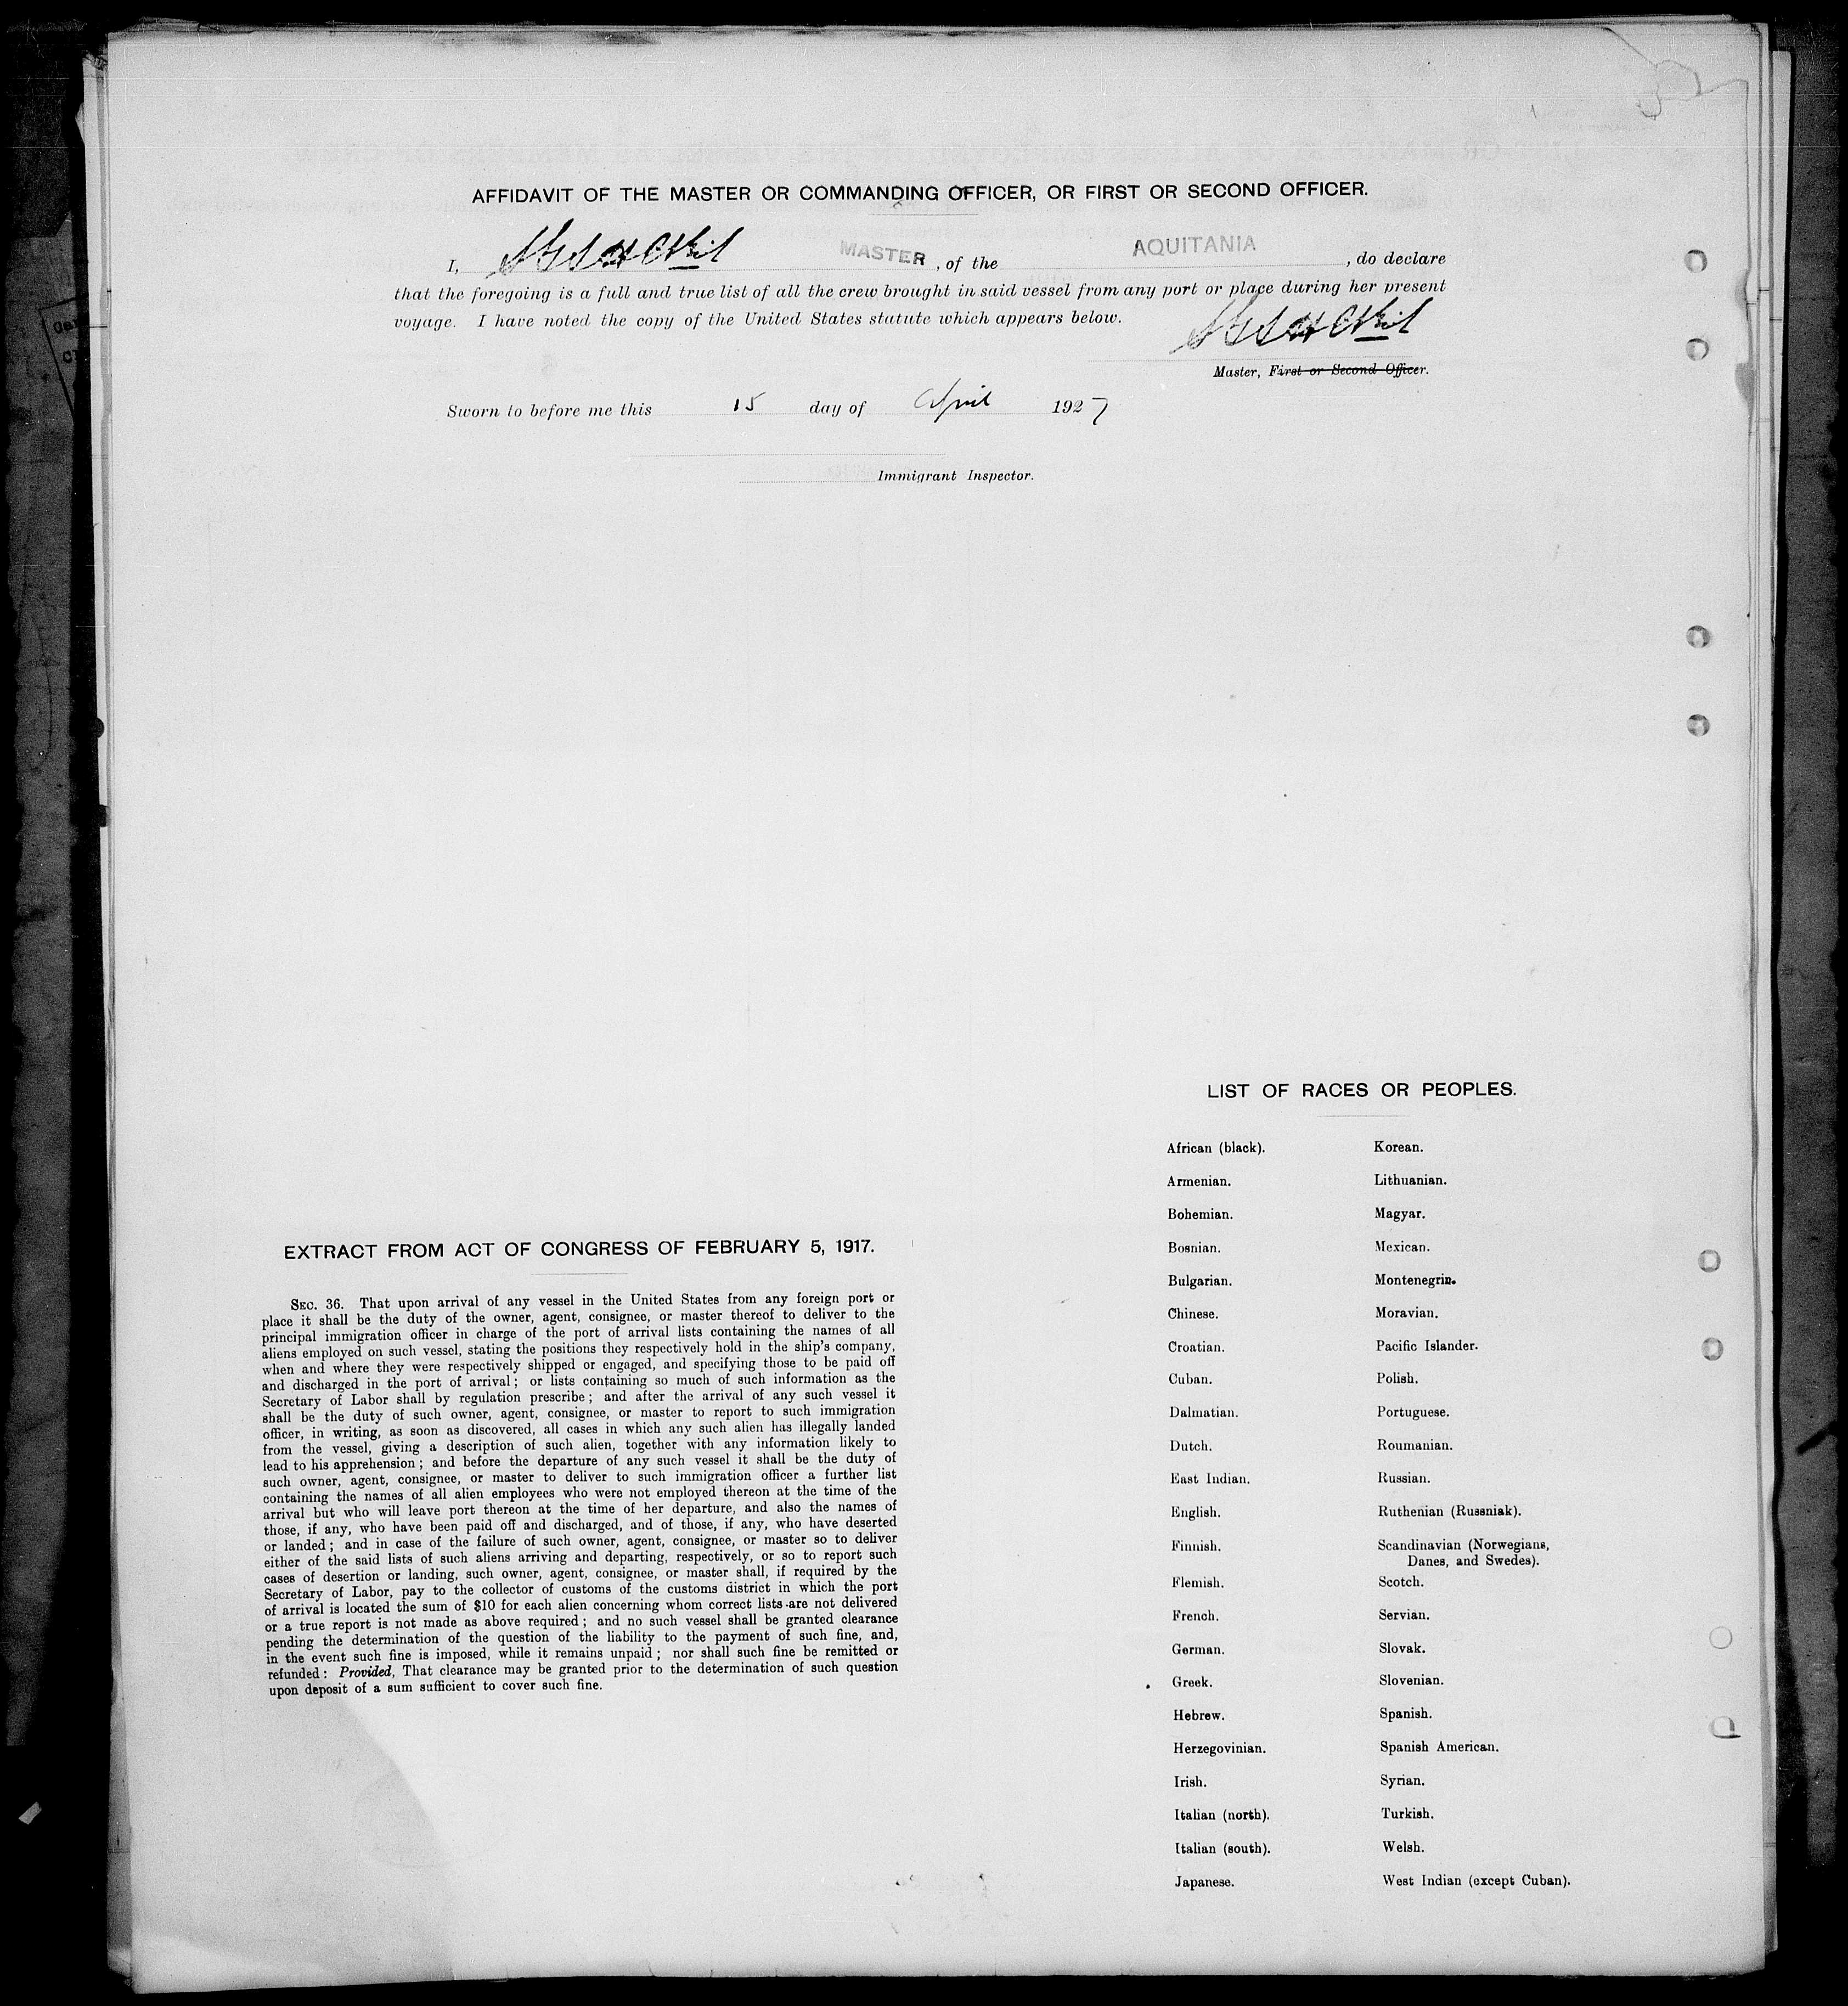 AFFIDAVIT OF THE MASTER OR COMMANDING OFFICER, OR FIRST OR SECOND OFFICER.
I, MASTER, of the AQUITANIA, do declare
that the foregoing is a full and true list of all the crew brought in said vessel from any port or place during her present
voyage. I have noted the copy of the United States statute which appears below.
Master, First or Second Officer.
Sworn to before me this 15 day of April 1927
Immigrant Inspector.
EXTRACT FROM ACT OF CONGRESS OF FEBRUARY 5, 1917.
SEC. 36. That upon arrival of any vessel in the United States from any foreign port or
place it shall be the duty of the owner, agent, consignee, or master thereof to deliver to the
principal immigration officer in charge of the port of arrival lists containing the names of all
aliens employed on such vessel, stating the positions they respectively hold in the ship's company,
when and where they were respectively shipped or engaged, and specifying those to be paid off
and discharged in the port of arrival; or lists containing so much of such information as the
Secretary of Labor shall by regulation prescribe; and after the arrival of any such vessel it
shall be the duty of such owner, agent, consignee, or master to report to such immigration
officer, in writing, as soon as discovered, all cases in which any such alien has illegally landed
from the vessel, giving a description of such alien, together with any information likely to
lead to his apprehension; and before the departure of any such vessel it shall be the duty of
such owner, agent, consignee, or master to deliver to such immigration officer a further list
containing the names of all alien employees who were not employed thereon at the time of the
arrival but who will leave port thereon at the time of her departure, and also the names of
those, if any, who have been paid off and discharged, and of those, if any, who have deserted
or landed; and in case of the failure of such owner, agent, consignee, or master so to deliver
either of the said lists of such aliens arriving and departing, respectively, or so to report such
cases of desertion or landing, such owner, agent, consignee, or master shall, if required by the
Secretary of Labor, pay to the collector of customs of the customs district in which the port
of arrival is located the sum of $10 for each alien concerning whom correct lists are not delivered
or a true report is not made as above required; and no such vessel shall be granted clearance
pending the determination of the question of the liability to the payment of such fine, and,
in the event such fine is imposed, while it remains unpaid; nor shall such fine be remitted or
refunded: Provided, That clearance may be granted prior to the determination of such question
upon deposit of a sum sufficient to cover such fine.
LIST OF RACES OR PEOPLES.
African (black).
Armenian.
Bohemian.
Bosnian.
Bulgarian.
Chinese.
Croatian.
Cuban.
Dalmatian.
Dutch.
East Indian.
English.
Finnish.
Flemish.
French.
German.
Greek.
Hebrew.
Herzegovinian.
Irish.
Italian (north).
Italian (south).
Japanese.
Korean.
Lithuanian.
Magyar.
Mexican.
Montenegrin.
Moravian.
Pacific Islander.
Polish.
Portuguese.
Roumanian.
Russian.
Ruthenian (Russniak).
Scandinavian (Norwegians,
Danes, and Swedes).
Scotch.
Servian.
Slovak.
Slovenian.
Spanish.
Spanish American.
Syrian.
Turkish.
Welsh.
West Indian (except Cuban).